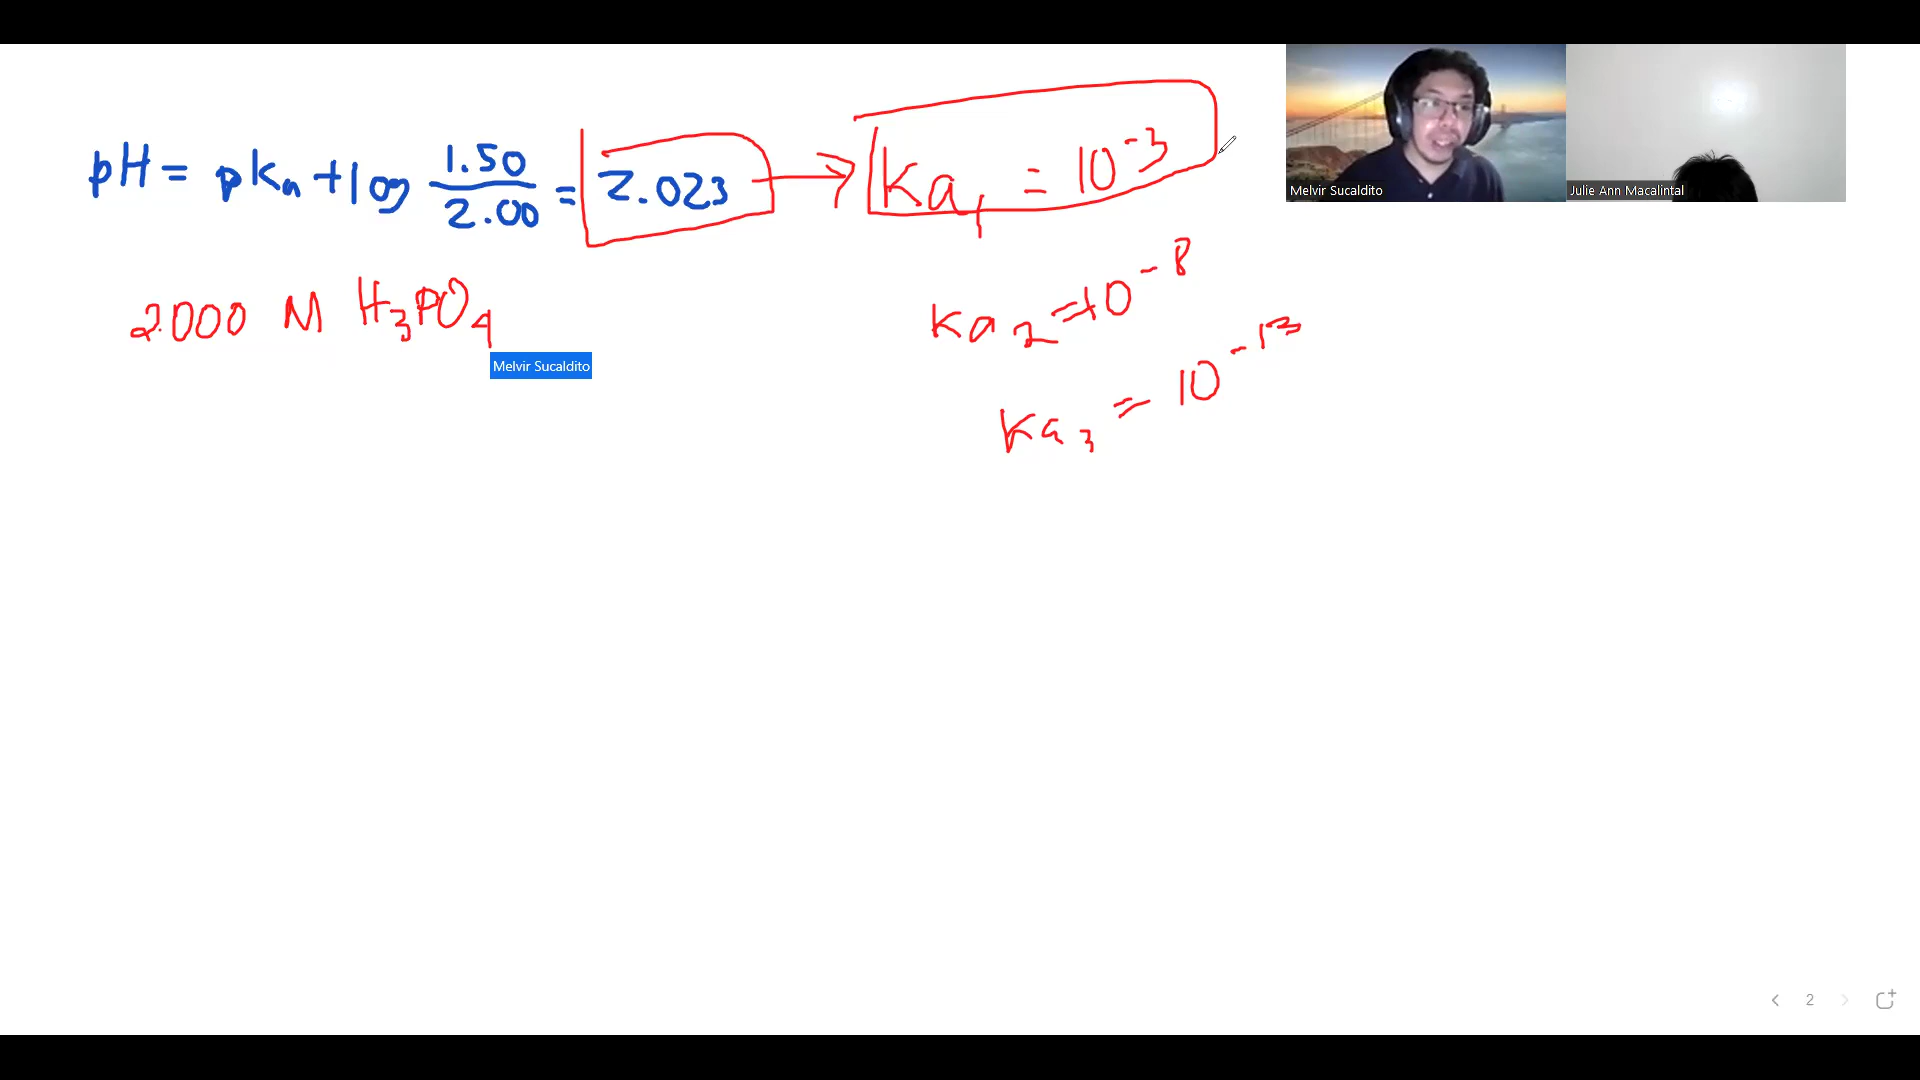 pH = pKa + log 1.50/2.00 = 2.023 → Ka1 = 10^-3
2.000 M H3PO4
Ka2 = 10^-8
Ka3 = 10^-13
Melvir Sucaldito
Melvir Sucaldito
Julie Ann Macalintal
2